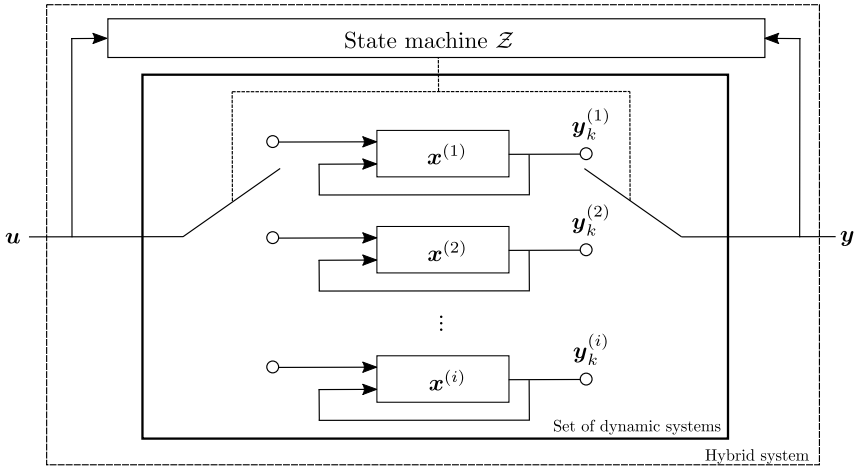 State machine 𝒵
y_k^{(1)}
x^{(1)}
y_k^{(2)}
u
y
x^{(2)}
⋮
y_k^{(i)}
x^{(i)}
Set of dynamic systems
Hybrid system